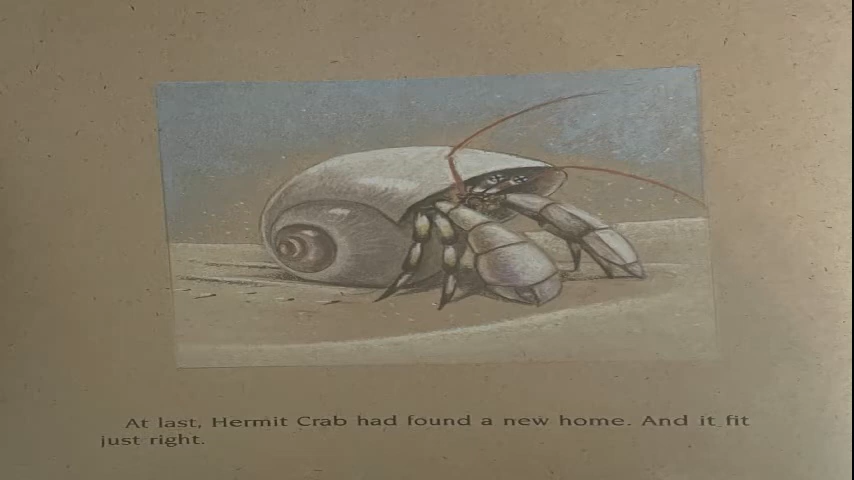 At last, Hermit Crab had found a new home. And it fit
just right.